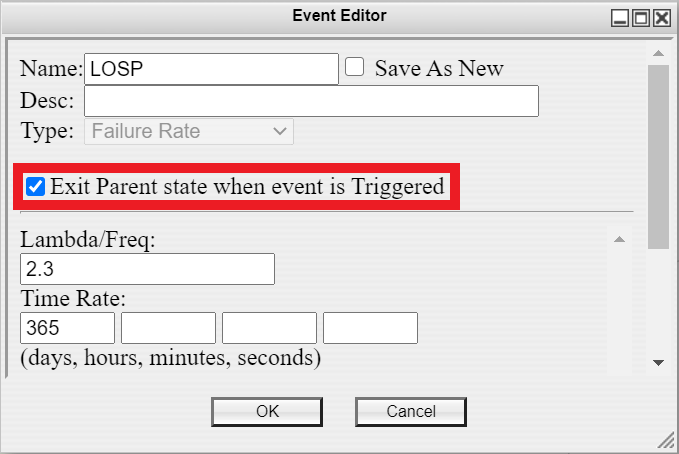 Event Editor
Name: LOSP Save As New
Desc:
Type: Failure Rate
Exit Parent state when event is Triggered
Lambda/Freq:
2.3
Time Rate:
365
(days, hours, minutes, seconds)
OK Cancel